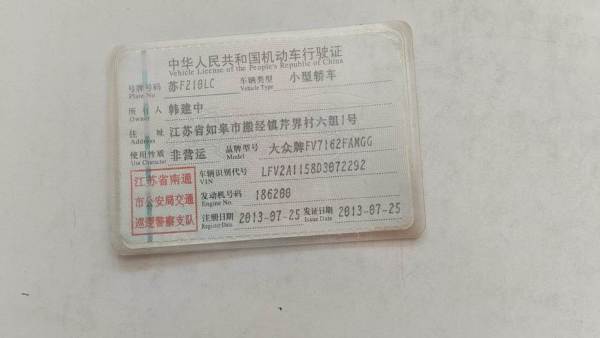 中华人民共和国机动车行驶证
Vehicle License of the People's Republic of China
号牌号码 Plate No. 苏F210LC 车辆类型 Vehicle Type 小型轿车
所有人 Owner 韩建中
住址 Address 江苏省如皋市搬经镇芹界村六组1号
使用性质 Use Character 非营运 品牌型号 Model 大众牌FV7162FAMGG
车辆识别代号 VIN LFV2A1158D3072292
发动机号码 Engine No. 186200
注册日期 Register Date 2013-07-25 发证日期 Issue Date 2013-07-25
江苏省南通
市公安局交通
巡逻警察支队